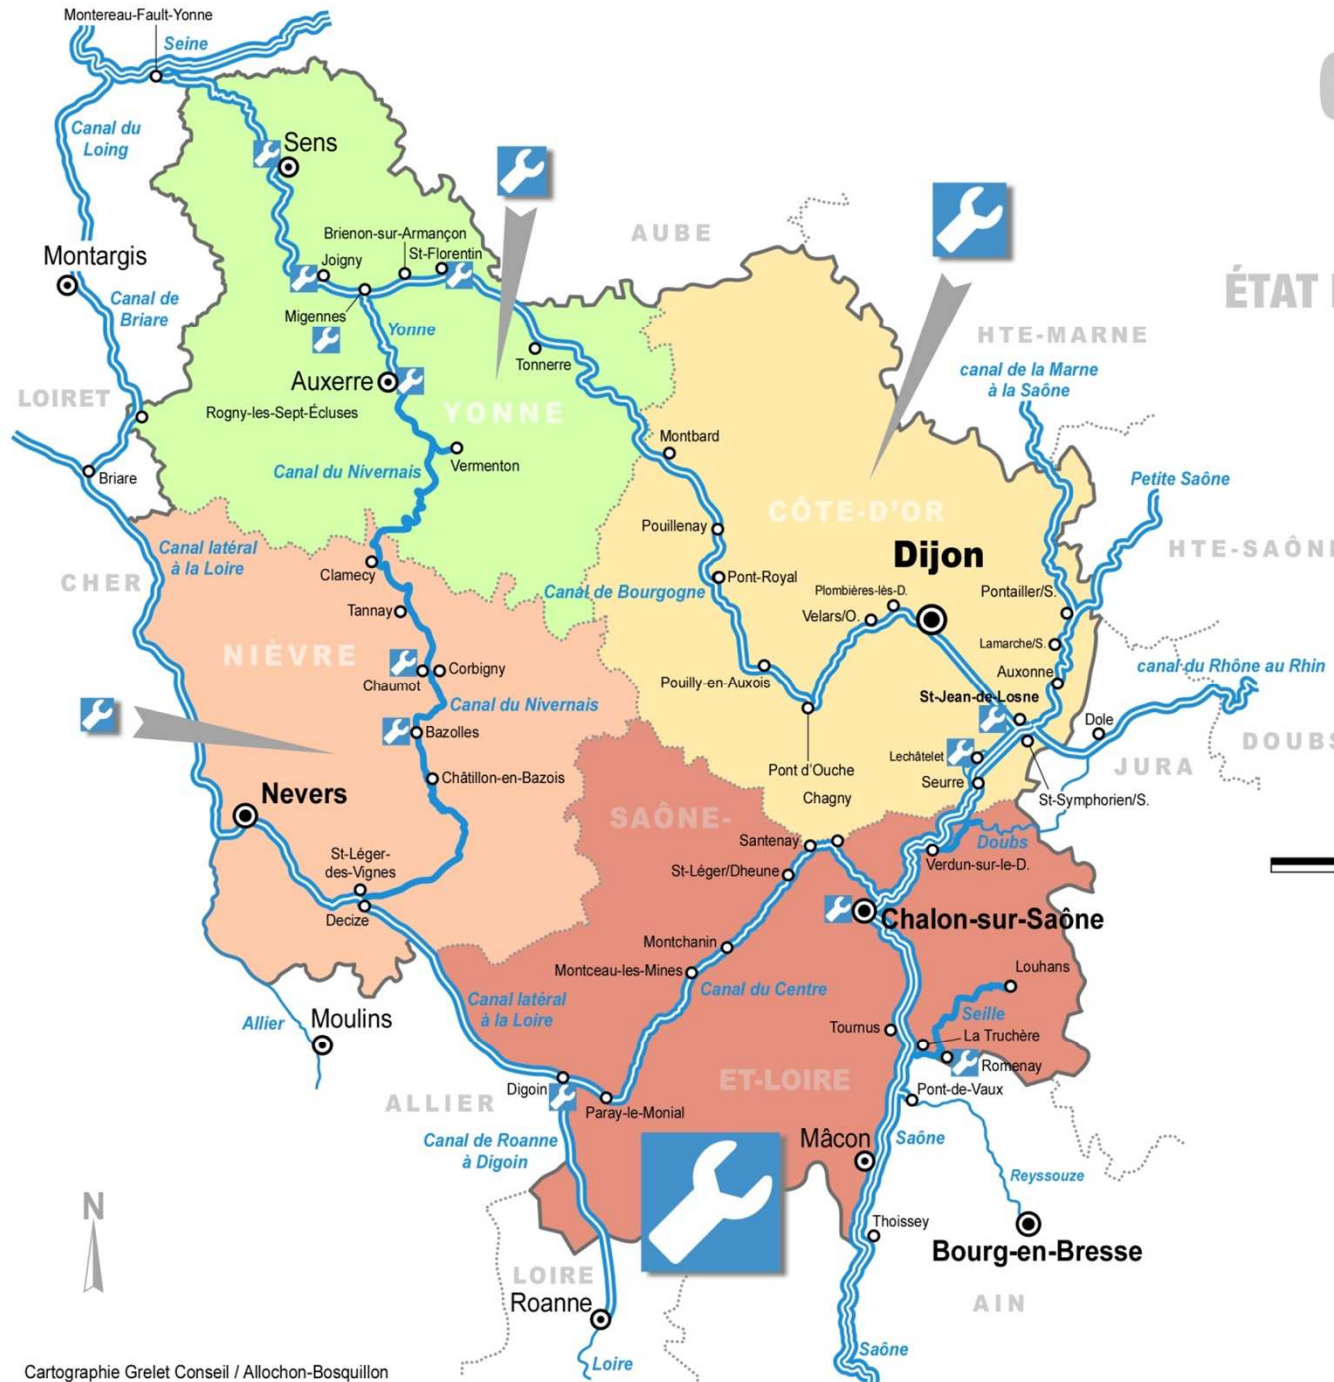 Montereau-Fault-Yonne
Seine
Canal du
Loing
Sens
Montargis
Canal de
Briare
Brienon-sur-Armançon
St-Florentin
Joigny
Migennes
Yonne
Auxerre
Rogny-les-Sept-Écluses
LOIRET
YONNE
Tonnerre
AUBE
HTE-MARNE
canal de la Marne
à la Saône
ÉTAT
Briare
Canal du Nivernais
Vermenton
Montbard
Petite Saône
Pouillenay
CÔTE-D'OR
Canal latéral
à la Loire
CHER
Clamecy
Dijon
HTE-SAÔNE
Canal de Bourgogne
Pont-Royal
Plombières-lès-D.
Velars/O.
Pontailler/S.
Tannay
Lamarche/S.
NIÈVRE
Corbigny
Chaumot
Auxonne
canal du Rhône au Rhin
Pouilly-en-Auxois
St-Jean-de-Losne
Canal du Nivernais
Bazolles
Dole
DOUBS
Lechâtelet
Pont d'Ouche
JURA
Châtillon-en-Bazois
Seurre
Nevers
Chagny
St-Symphorien/S.
SAÔNE-
Santenay
Doubs
St-Léger-
des-Vignes
St-Léger/Dheune
Verdun-sur-le-D.
Decize
Chalon-sur-Saône
Montchanin
Montceau-les-Mines
Louhans
Canal du Centre
Canal latéral
à la Loire
Seille
Allier
Moulins
Tournus
La Truchère
Romenay
ET-LOIRE
Digoin
Pont-de-Vaux
ALLIER
Paray-le-Monial
Canal de Roanne
à Digoin
Mâcon
Saône
Reyssouze
N
Thoissey
Bourg-en-Bresse
LOIRE
Roanne
AIN
Loire
Saône
Cartographie Grelet Conseil / Allochon-Bosquillon